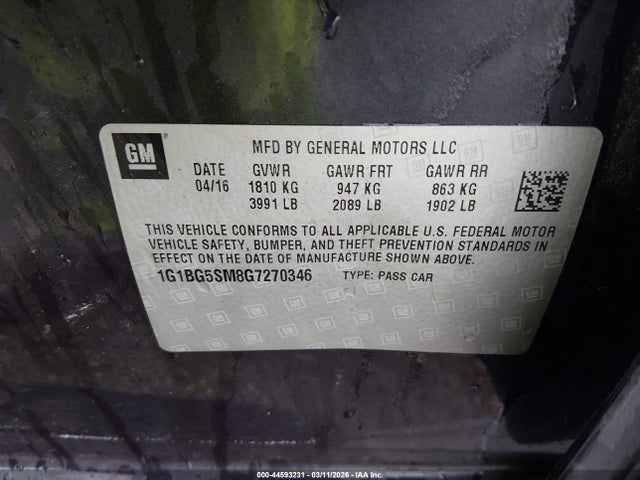 GM
MFD BY GENERAL MOTORS LLC
DATE GVWR GAWR FRT GAWR RR
04/16 1810 KG 947 KG 863 KG
3991 LB 2089 LB 1902 LB
THIS VEHICLE CONFORMS TO ALL APPLICABLE U.S. FEDERAL MOTOR
VEHICLE SAFETY, BUMPER, AND THEFT PREVENTION STANDARDS IN
EFFECT ON THE DATE OF MANUFACTURE SHOWN ABOVE.
1G1BG5SM8G7270346 TYPE: PASS CAR
000-44593231 - 03/11/2026 - IAAI.COM